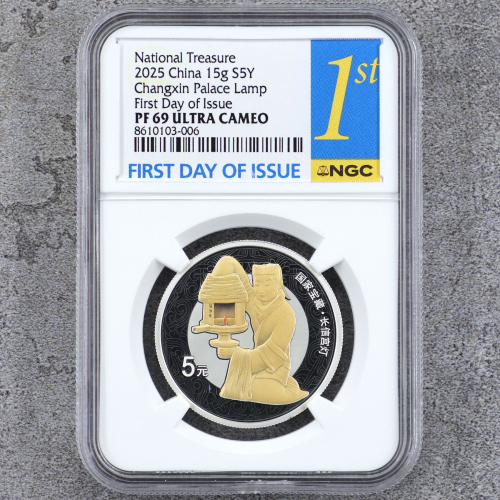 National Treasure
2025 China 15g S5Y
Changxin Palace Lamp
First Day of Issue
PF 69 ULTRA CAMEO
8610103-006
FIRST DAY OF ISSUE
1st
NGC
国家宝藏·长信宫灯
5元